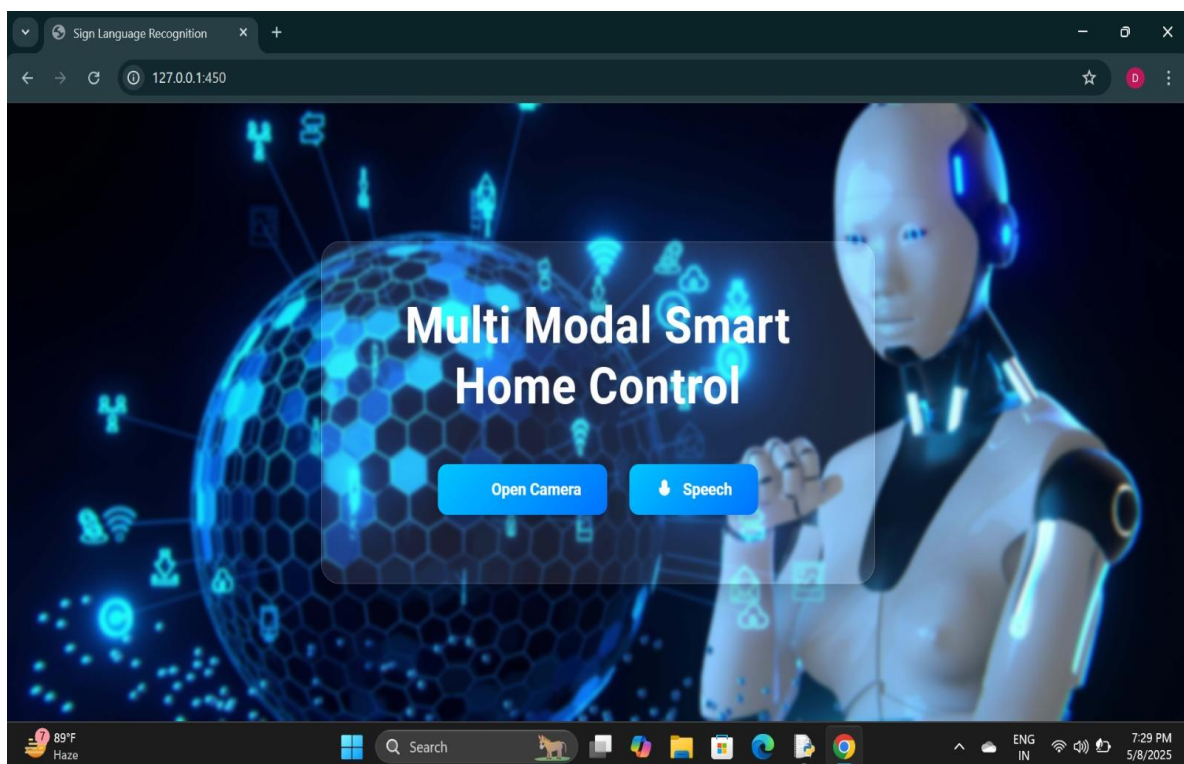 Sign Language Recognition
127.0.0.1:450
D
Multi Modal Smart
Home Control
Open Camera
Speech
7
89°F
Haze
Search
ENG
IN
7:29 PM
5/8/2025